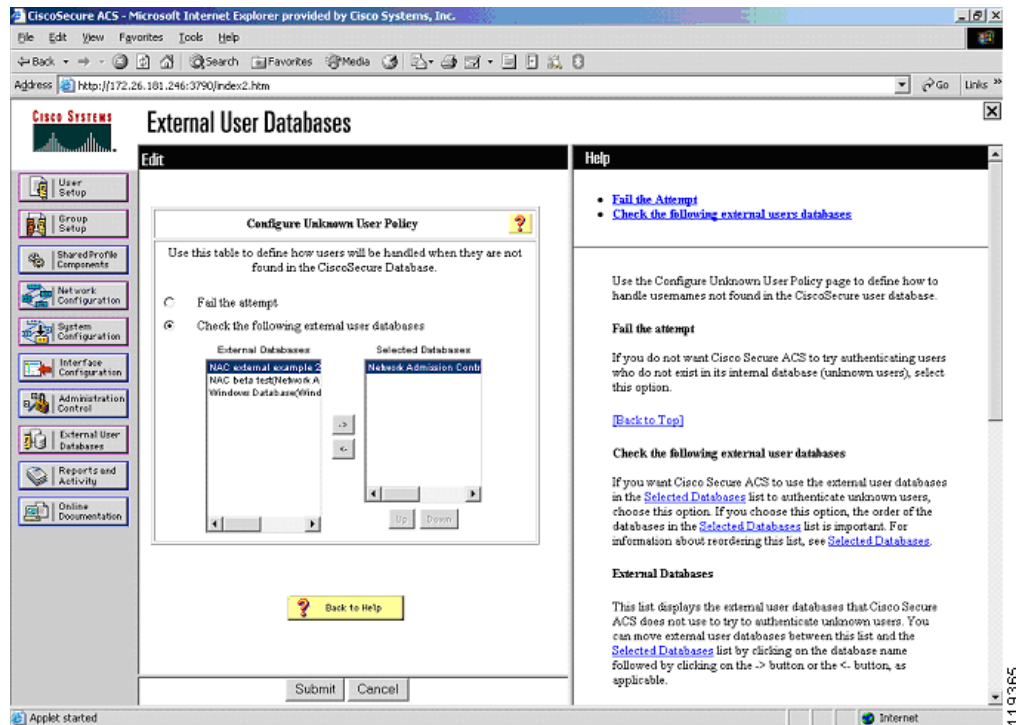 CiscoSecure ACS - Microsoft Internet Explorer provided by Cisco Systems, Inc.
File Edit View Favorites Tools Help
Back Search Favorites Media
Address http://172.26.181.246:3790/index2.htm Go Links »
CISCO SYSTEMS
External User Databases
User Setup
Group Setup
Shared Profile Components
Network Configuration
System Configuration
Interface Configuration
Administration Control
External User Databases
Reports and Activity
Online Documentation
Edit
Configure Unknown User Policy ?
Use this table to define how users will be handled when they are not
found in the CiscoSecure Database.
Fail the attempt
Check the following external user databases
External Databases
NAC external example 2
NAC beta test(Network A
Windows Database(Wind
->
<-
Selected Databases
Network Admission Contr
Up Down
? Back to Help
Submit Cancel
Help
• Fail the Attempt
• Check the following external users databases
Use the Configure Unknown User Policy page to define how to
handle usernames not found in the CiscoSecure user database.
Fail the attempt
If you do not want Cisco Secure ACS to try authenticating users
who do not exist in its internal database (unknown users), select
this option.
[Back to Top]
Check the following external user databases
If you want Cisco Secure ACS to use the external user databases
in the Selected Databases list to authenticate unknown users,
choose this option. If you choose this option, the order of the
databases in the Selected Databases list is important. For
information about reordering this list, see Selected Databases.
External Databases
This list displays the external user databases that Cisco Secure
ACS does not use to try to authenticate unknown users. You
can move external user databases between this list and the
Selected Databases list by clicking on the database name
followed by clicking on the -> button or the <- button, as
applicable.
Applet started Internet
119365